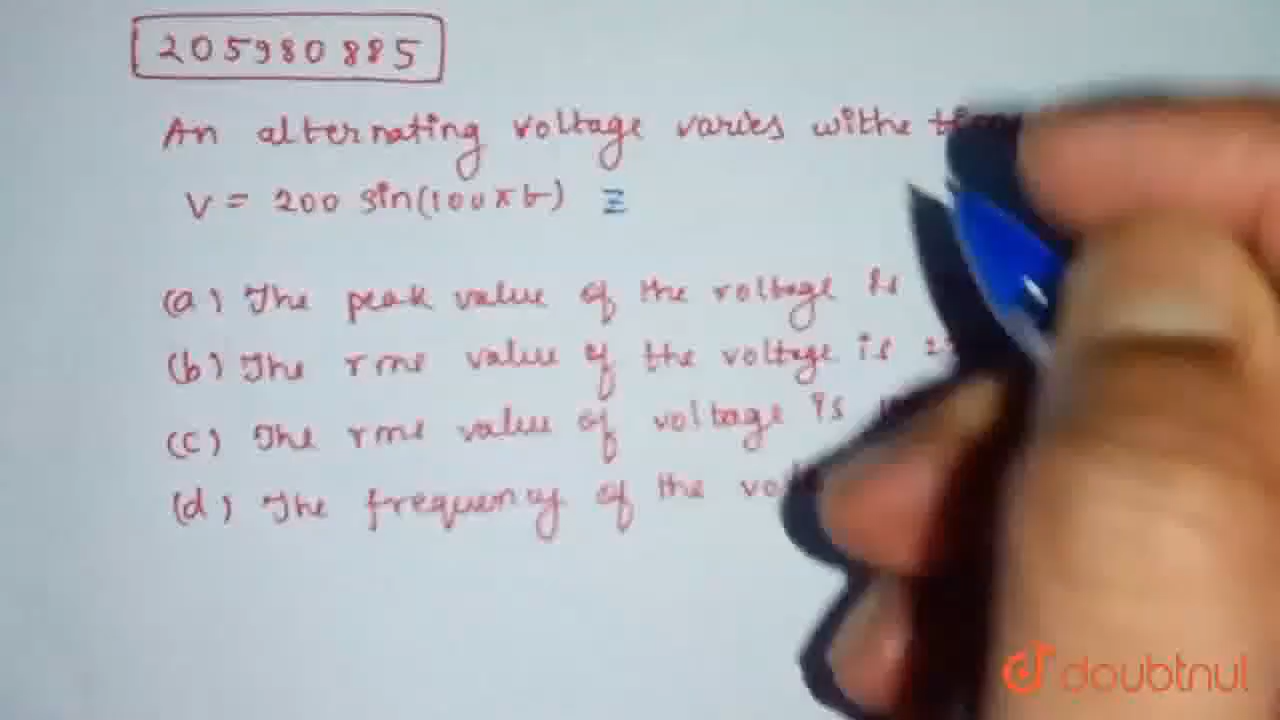 205980885
An alternating voltage varies withe
V = 200 sin(100πt) Z
(a) The peak value of the voltage is
(b) The rms value of the voltage is
(c) The rms value of voltage is
(d) The frequency of the
doubtnut